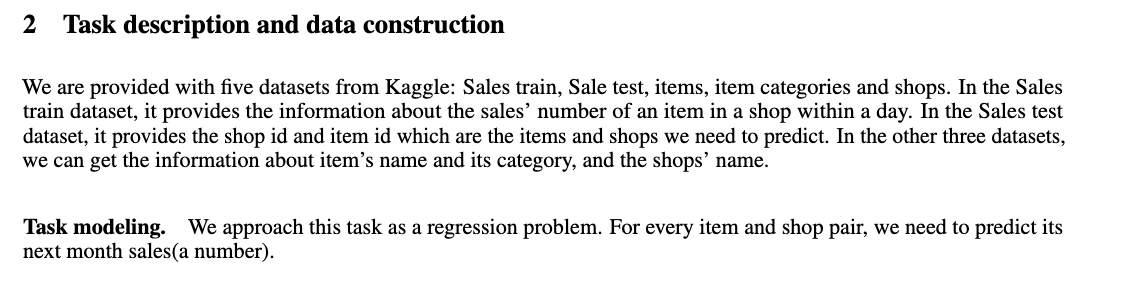 2 Task description and data construction
We are provided with five datasets from Kaggle: Sales train, Sale test, items, item categories and shops. In the Sales
train dataset, it provides the information about the sales’ number of an item in a shop within a day. In the Sales test
dataset, it provides the shop id and item id which are the items and shops we need to predict. In the other three datasets,
we can get the information about item’s name and its category, and the shops’ name.
Task modeling. We approach this task as a regression problem. For every item and shop pair, we need to predict its
next month sales(a number).